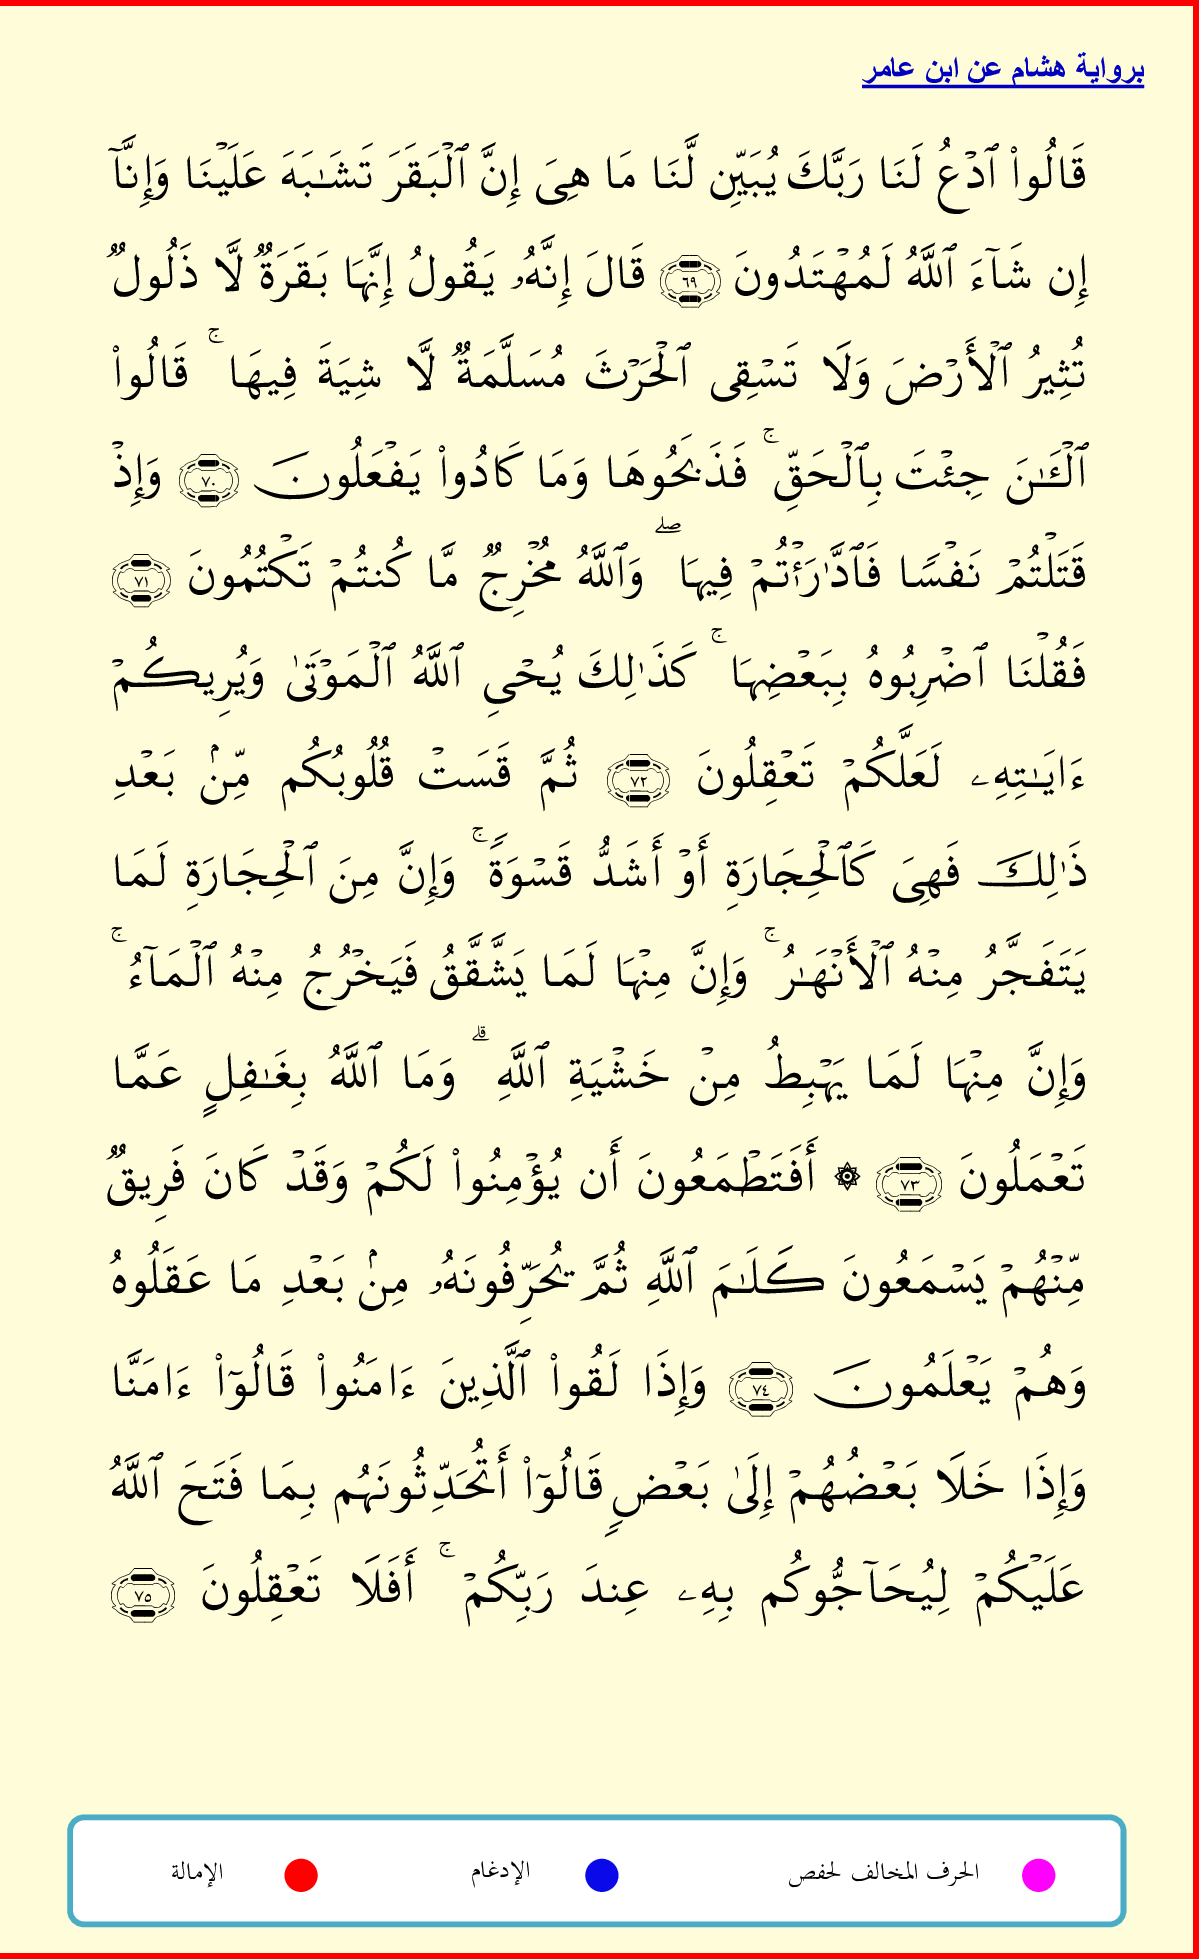 برواية هشام عن ابن عامر
قَالُوا۟ ٱدۡعُ لَنَا رَبَّكَ يُبَيِّن لَّنَا مَا هِيَ إِنَّ ٱلۡبَقَرَ تَشَٰبَهَ عَلَيۡنَا وَإِنَّآ
إِن شَآءَ ٱللَّهُ لَمُهۡتَدُونَ ٦٩ قَالَ إِنَّهُۥ يَقُولُ إِنَّهَا بَقَرَةٌ لَّا ذَلُولٌ
تُثِيرُ ٱلۡأَرۡضَ وَلَا تَسۡقِي ٱلۡحَرۡثَ مُسَلَّمَةٌ لَّا شِيَةَ فِيهَاۚ قَالُوا۟
ٱلۡـَٰٔنَ جِئۡتَ بِٱلۡحَقِّۚ فَذَبَحُوهَا وَمَا كَادُوا۟ يَفۡعَلُونَ ٧٠ وَإِذۡ
قَتَلۡتُمۡ نَفۡسًا فَٱدَّٰرَٰٔتُمۡ فِيهَاۖ وَٱللَّهُ مُخۡرِجٌ مَّا كُنتُمۡ تَكۡتُمُونَ ٧١
فَقُلۡنَا ٱضۡرِبُوهُ بِبَعۡضِهَاۚ كَذَٰلِكَ يُحۡيِ ٱللَّهُ ٱلۡمَوۡتَىٰ وَيُرِيكُمۡ
ءَايَٰتِهِۦ لَعَلَّكُمۡ تَعۡقِلُونَ ٧٢ ثُمَّ قَسَتۡ قُلُوبُكُم مِّنۢ بَعۡدِ
ذَٰلِكَ فَهِيَ كَٱلۡحِجَارَةِ أَوۡ أَشَدُّ قَسۡوَةًۚ وَإِنَّ مِنَ ٱلۡحِجَارَةِ لَمَا
يَتَفَجَّرُ مِنۡهُ ٱلۡأَنۡهَٰرُۚ وَإِنَّ مِنۡهَا لَمَا يَشَّقَّقُ فَيَخۡرُجُ مِنۡهُ ٱلۡمَآءُۚ
وَإِنَّ مِنۡهَا لَمَا يَهۡبِطُ مِنۡ خَشۡيَةِ ٱللَّهِۗ وَمَا ٱللَّهُ بِغَٰفِلٍ عَمَّا
تَعۡمَلُونَ ٧٣ ۞ أَفَتَطۡمَعُونَ أَن يُؤۡمِنُوا۟ لَكُمۡ وَقَدۡ كَانَ فَرِيقٌ
مِّنۡهُمۡ يَسۡمَعُونَ كَلَٰمَ ٱللَّهِ ثُمَّ يُحَرِّفُونَهُۥ مِنۢ بَعۡدِ مَا عَقَلُوهُ
وَهُمۡ يَعۡلَمُونَ ٧٤ وَإِذَا لَقُوا۟ ٱلَّذِينَ ءَامَنُوا۟ قَالُوٓا۟ ءَامَنَّا
وَإِذَا خَلَا بَعۡضُهُمۡ إِلَىٰ بَعۡضٍ قَالُوٓا۟ أَتُحَدِّثُونَهُم بِمَا فَتَحَ ٱللَّهُ
عَلَيۡكُمۡ لِيُحَآجُّوكُم بِهِۦ عِندَ رَبِّكُمۡۚ أَفَلَا تَعۡقِلُونَ ٧٥
الحرف المخالف لحفص الإدغام الإمالة